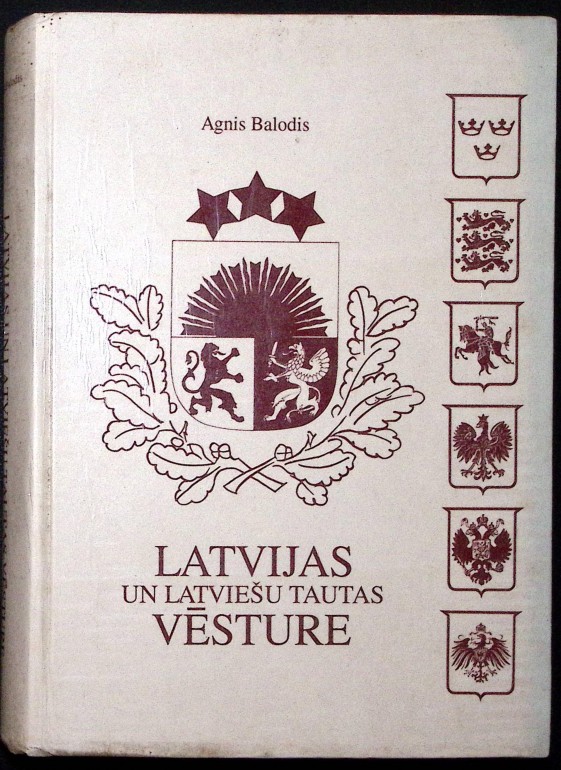 Agnis Balodis
LATVIJAS
UN LATVIEŠU TAUTAS
VĒSTURE